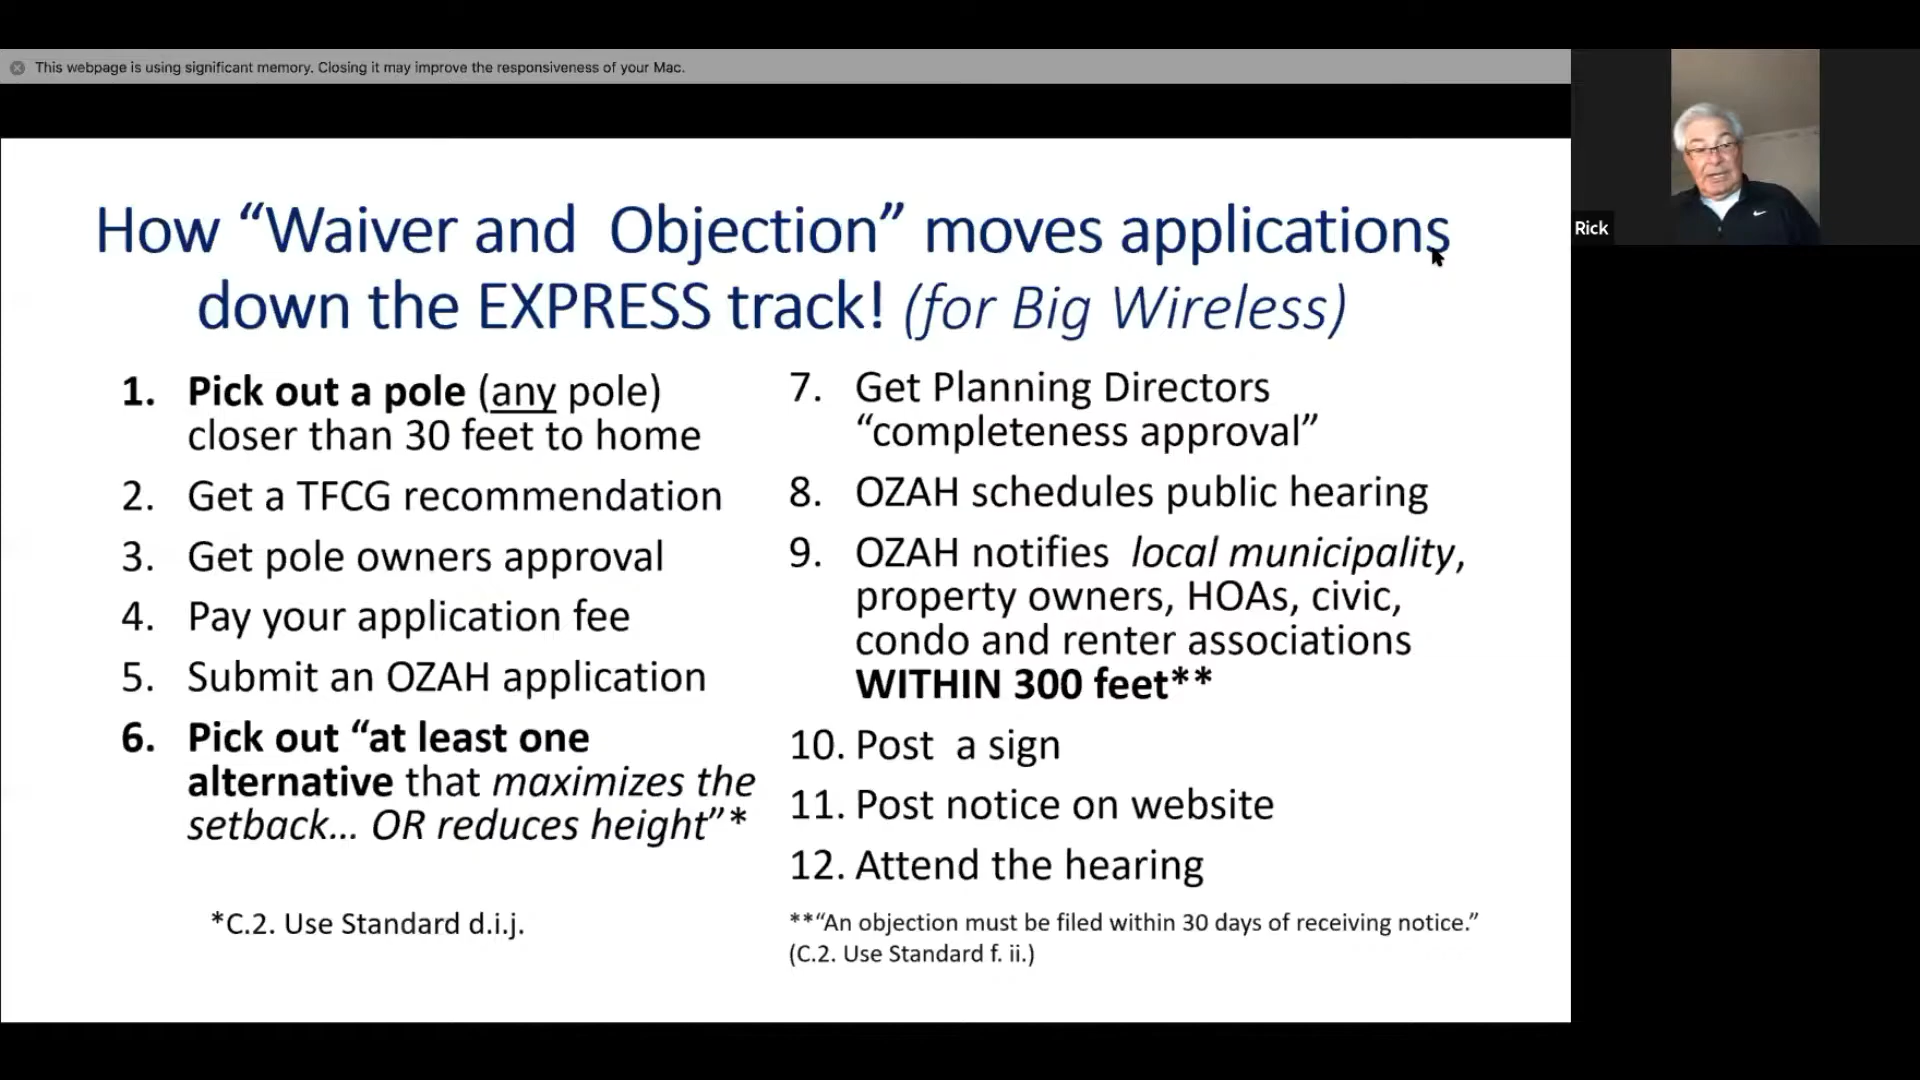 This webpage is using significant memory. Closing it may improve the responsiveness of your Mac.
Rick
How “Waiver and  Objection” moves applications
down the EXPRESS track! (for Big Wireless)
1. Pick out a pole (any pole)
closer than 30 feet to home
2. Get a TFCG recommendation
3. Get pole owners approval
4. Pay your application fee
5. Submit an OZAH application
6. Pick out “at least one
alternative that maximizes the
setback... OR reduces height”*
*C.2. Use Standard d.i.j.
7. Get Planning Directors
“completeness approval”
8. OZAH schedules public hearing
9. OZAH notifies  local municipality,
property owners, HOAs, civic,
condo and renter associations
WITHIN 300 feet**
10. Post  a sign
11. Post notice on website
12. Attend the hearing
**“An objection must be filed within 30 days of receiving notice.”
(C.2. Use Standard f. ii.)